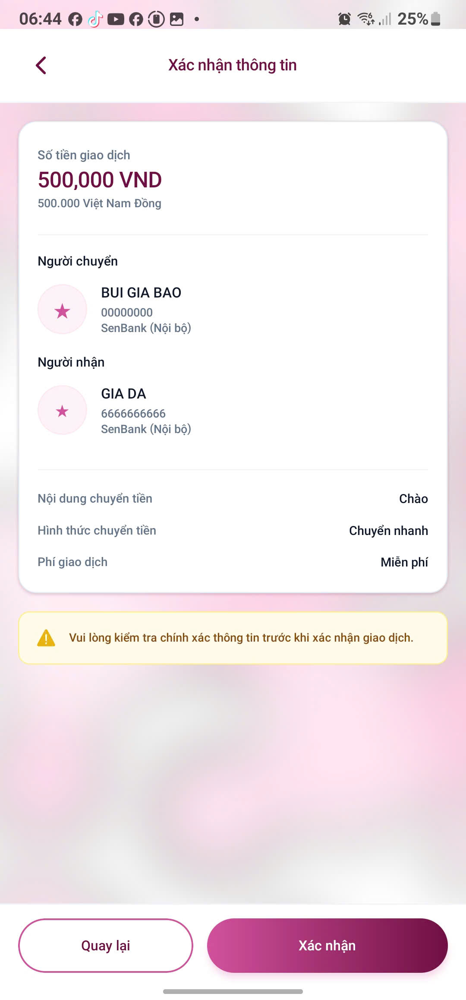 06:44
25%
Xác nhận thông tin
Số tiền giao dịch
500,000 VND
500.000 Việt Nam Đồng
Người chuyển
BUI GIA BAO
00000000
SenBank (Nội bộ)
Người nhận
GIA DA
6666666666
SenBank (Nội bộ)
Nội dung chuyển tiền Chào
Hình thức chuyển tiền Chuyển nhanh
Phí giao dịch Miễn phí
Vui lòng kiểm tra chính xác thông tin trước khi xác nhận giao dịch.
Quay lại Xác nhận